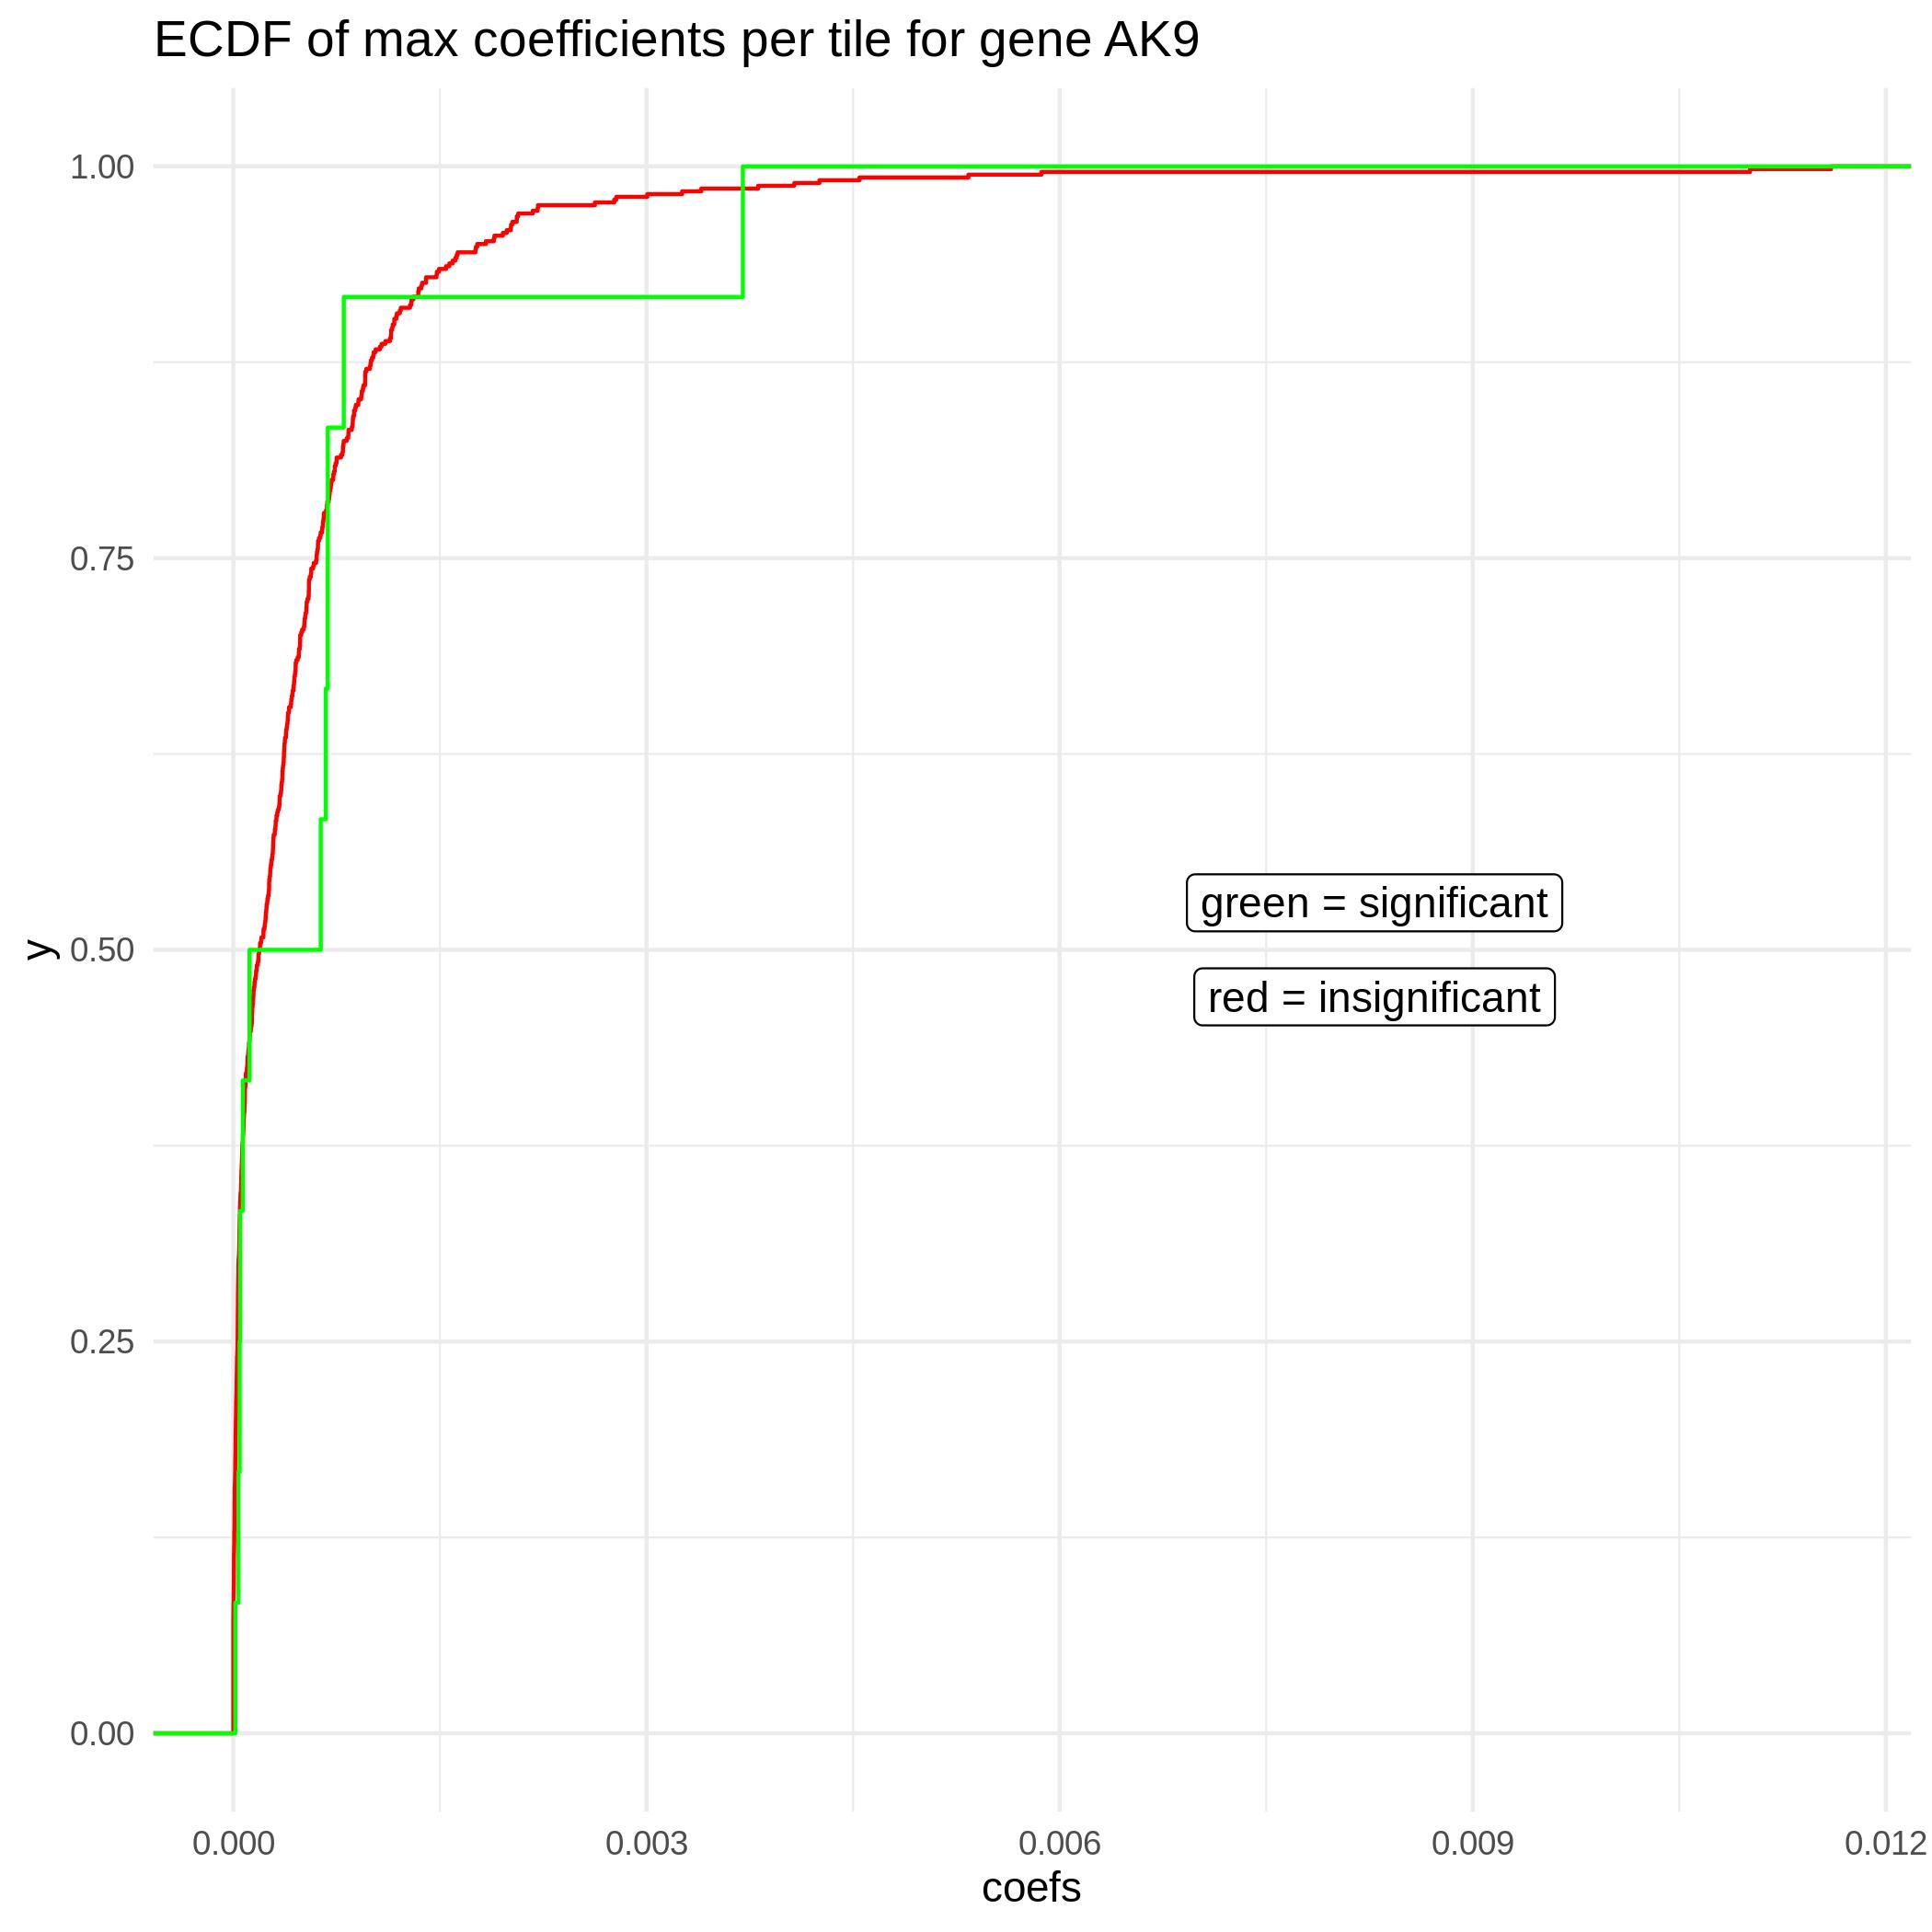 ECDF of max coefficients per tile for gene AK9
1.00
0.75
0.50
0.25
0.00
y
green = significant
red = insignificant
0.000 0.003 0.006 0.009 0.012
coefs